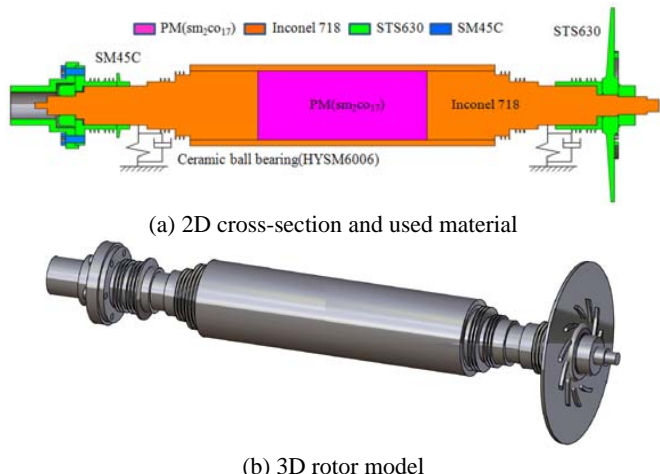 PM(sm₂co₁₇) Inconel 718 STS630 SM45C
STS630
SM45C
PM(sm₂co₁₇) Inconel 718
Ceramic ball bearing(HYSM6006)
(a) 2D cross-section and used material
(b) 3D rotor model